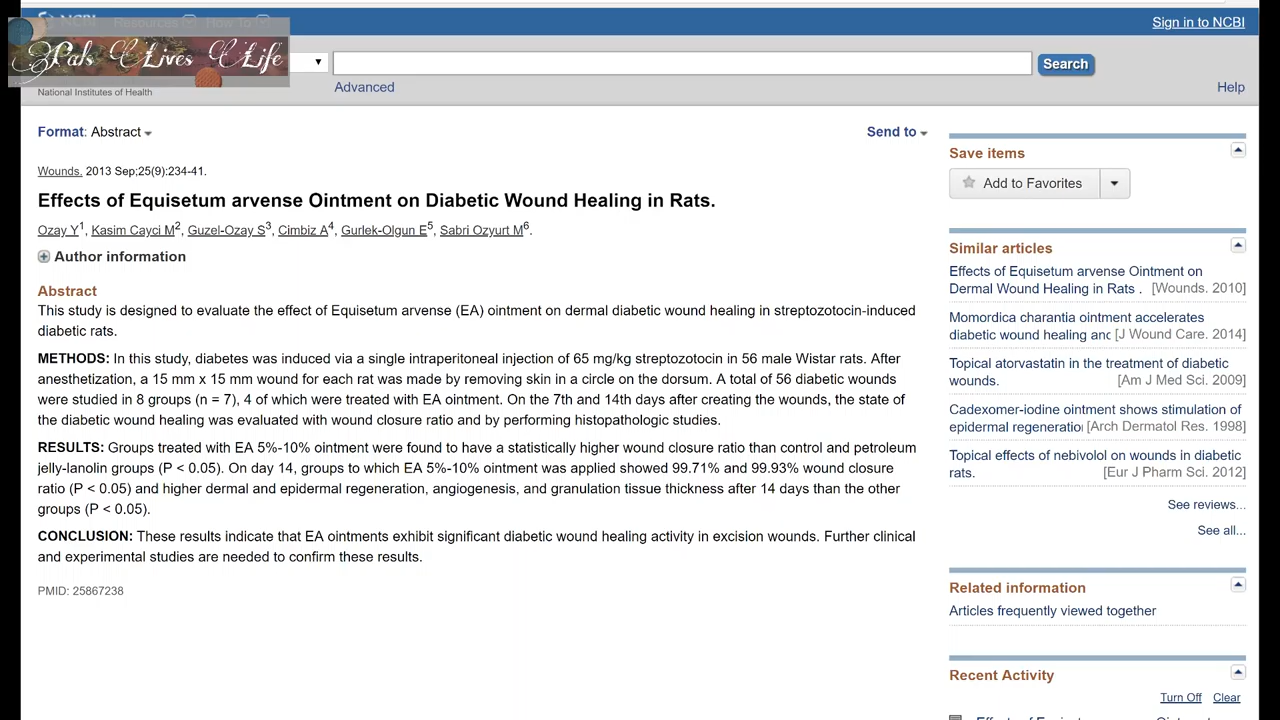 NCBI Resources How To Sign in to NCBI
Pals Lives Life
Search
National Institutes of Health Advanced Help
Format: Abstract Send to
Wounds. 2013 Sep;25(9):234-41.
Effects of Equisetum arvense Ointment on Diabetic Wound Healing in Rats.
Ozay Y1, Kasim Cayci M2, Guzel-Ozay S3, Cimbiz A4, Gurlek-Olgun E5, Sabri Ozyurt M6.
Author information
Abstract
This study is designed to evaluate the effect of Equisetum arvense (EA) ointment on dermal diabetic wound healing in streptozotocin-induced
diabetic rats.
METHODS: In this study, diabetes was induced via a single intraperitoneal injection of 65 mg/kg streptozotocin in 56 male Wistar rats. After
anesthetization, a 15 mm x 15 mm wound for each rat was made by removing skin in a circle on the dorsum. A total of 56 diabetic wounds
were studied in 8 groups (n = 7), 4 of which were treated with EA ointment. On the 7th and 14th days after creating the wounds, the state of
the diabetic wound healing was evaluated with wound closure ratio and by performing histopathologic studies.
RESULTS: Groups treated with EA 5%-10% ointment were found to have a statistically higher wound closure ratio than control and petroleum
jelly-lanolin groups (P < 0.05). On day 14, groups to which EA 5%-10% ointment was applied showed 99.71% and 99.93% wound closure
ratio (P < 0.05) and higher dermal and epidermal regeneration, angiogenesis, and granulation tissue thickness after 14 days than the other
groups (P < 0.05).
CONCLUSION: These results indicate that EA ointments exhibit significant diabetic wound healing activity in excision wounds. Further clinical
and experimental studies are needed to confirm these results.
PMID: 25867238
Save items
Add to Favorites
Similar articles
Effects of Equisetum arvense Ointment on
Dermal Wound Healing in Rats . [Wounds. 2010]
Momordica charantia ointment accelerates
diabetic wound healing and [J Wound Care. 2014]
Topical atorvastatin in the treatment of diabetic
wounds. [Am J Med Sci. 2009]
Cadexomer-iodine ointment shows stimulation of
epidermal regeneratio [Arch Dermatol Res. 1998]
Topical effects of nebivolol on wounds in diabetic
rats. [Eur J Pharm Sci. 2012]
See reviews...
See all...
Related information
Articles frequently viewed together
Recent Activity
Turn Off Clear